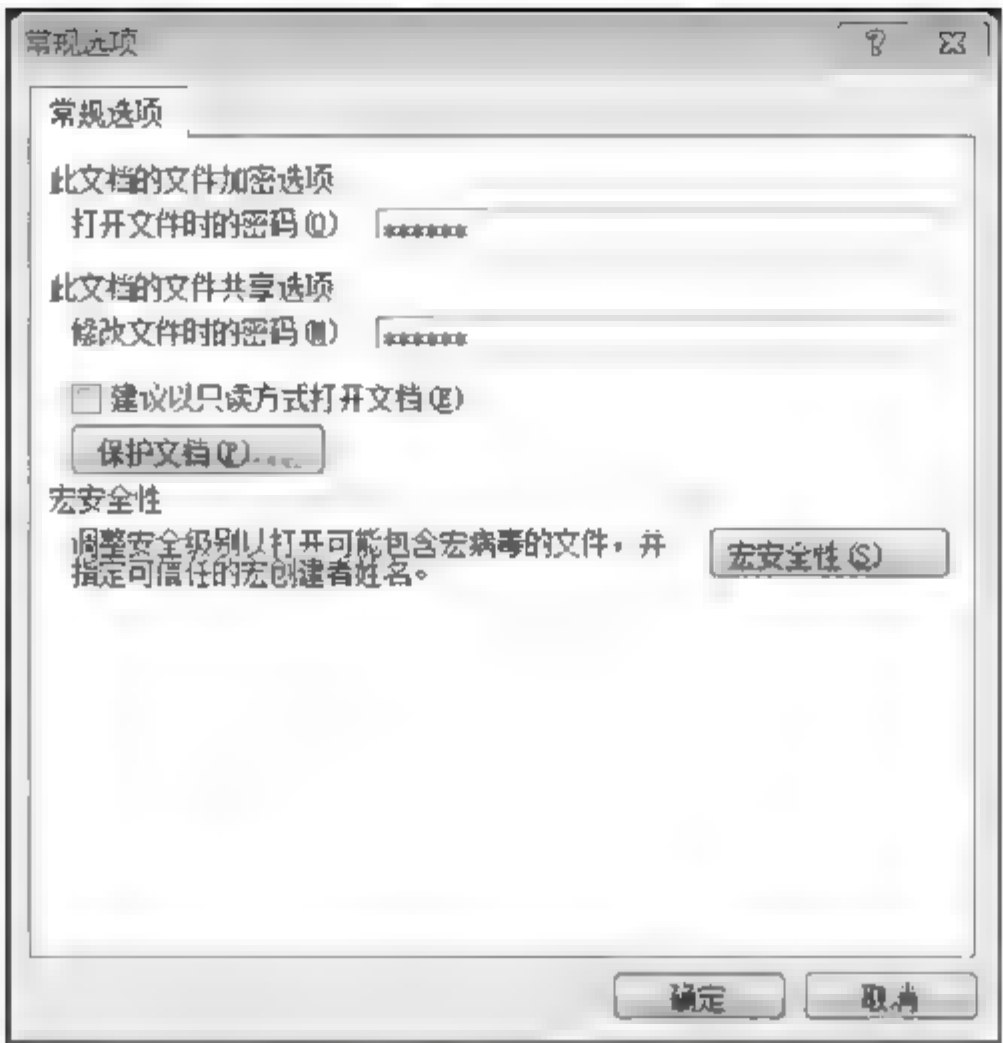 常规选项
常规选项
此文档的文件加密选项
打开文件时的密码(O) ******
此文档的文件共享选项
修改文件时的密码(M) ******
建议以只读方式打开文档(E)
保护文档(P)...
宏安全性
调整安全级别以打开可能包含宏病毒的文件，并
指定可信任的宏创建者姓名。
宏安全性(S)
确定 取消